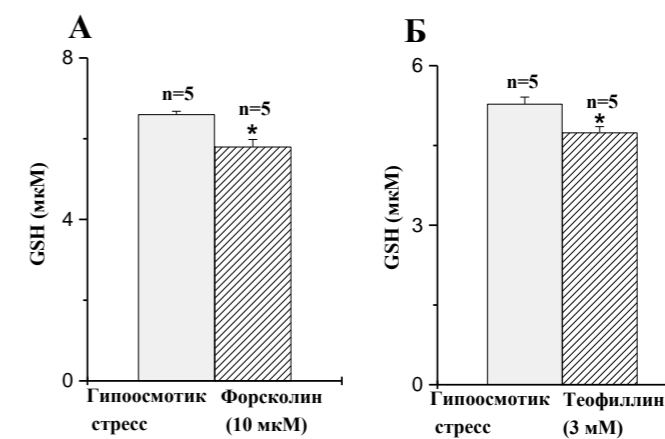 А
8
4
0
GSH (мкМ)
n=5
n=5
*
Гипоосмотик
стресс
Форсколин
(10 мкМ)
Б
6
3
0
GSH (мкМ)
n=5
n=5
*
Гипоосмотик
стресс
Теофиллин
(3 мМ)